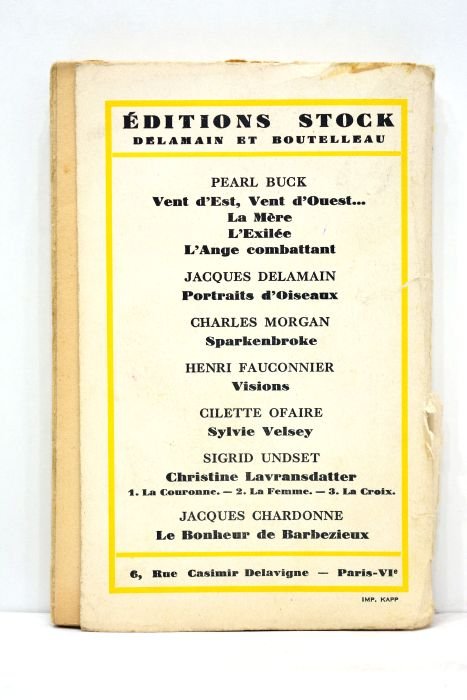 ÉDITIONS STOCK
DELAMAIN ET BOUTELLEAU
PEARL BUCK
Vent d'Est, Vent d'Ouest...
La Mère
L'Exilée
L'Ange combattant
JACQUES DELAMAIN
Portraits d'Oiseaux
CHARLES MORGAN
Sparkenbroke
HENRI FAUCONNIER
Visions
CILETTE OFAIRE
Sylvie Velsey
SIGRID UNDSET
Christine Lavransdatter
1. La Couronne. — 2. La Femme. — 3. La Croix.
JACQUES CHARDONNE
Le Bonheur de Barbezieux
6, Rue Casimir Delavigne — Paris-VIe
IMP. KAPP